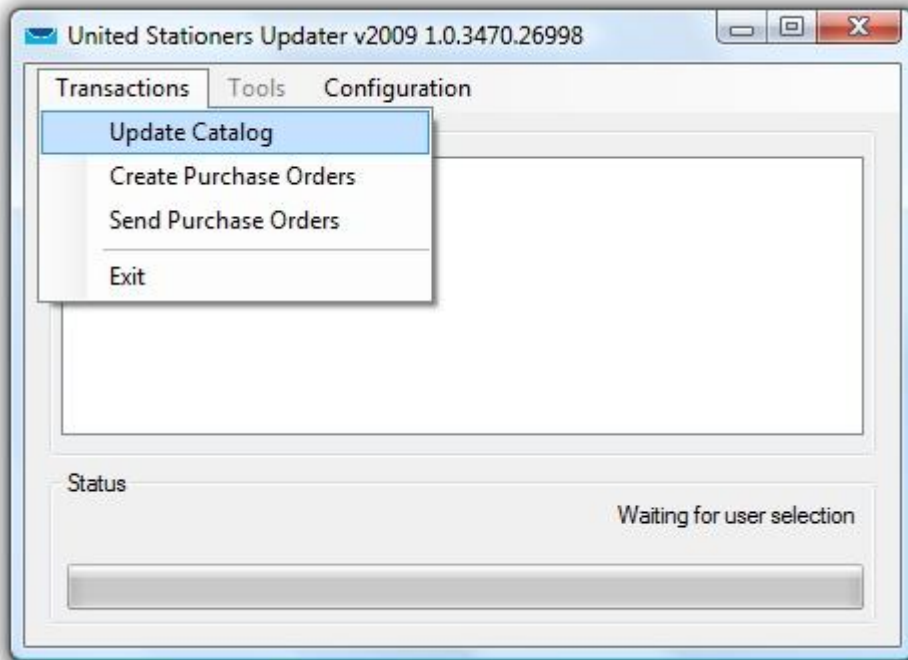 United Stationers Updater v2009 1.0.3470.26998
Transactions Tools Configuration
Update Catalog
Create Purchase Orders
Send Purchase Orders
Exit
Status
Waiting for user selection